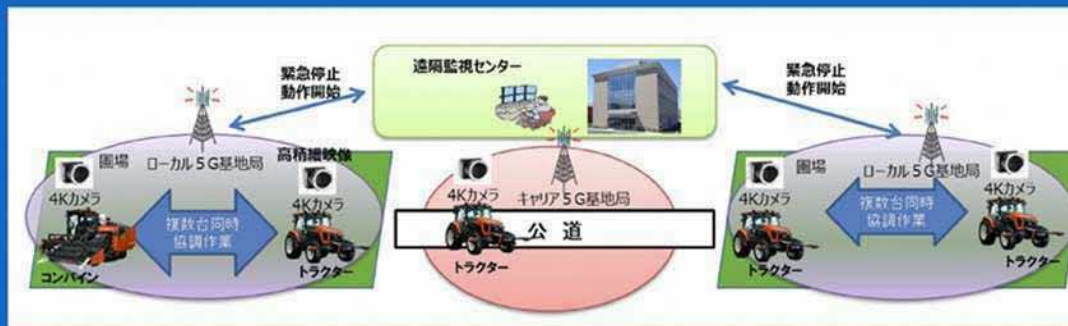 遠隔監視センター
緊急停止
動作開始
緊急停止
動作開始
圃場
ローカル5G基地局
高精細映像
4Kカメラ
4Kカメラ
複数台同時
協調作業
コンバイン
トラクター
4Kカメラ
キャリア5G基地局
公道
トラクター
圃場
ローカル5G基地局
4Kカメラ
4Kカメラ
複数台同時
協調作業
トラクター
トラクター